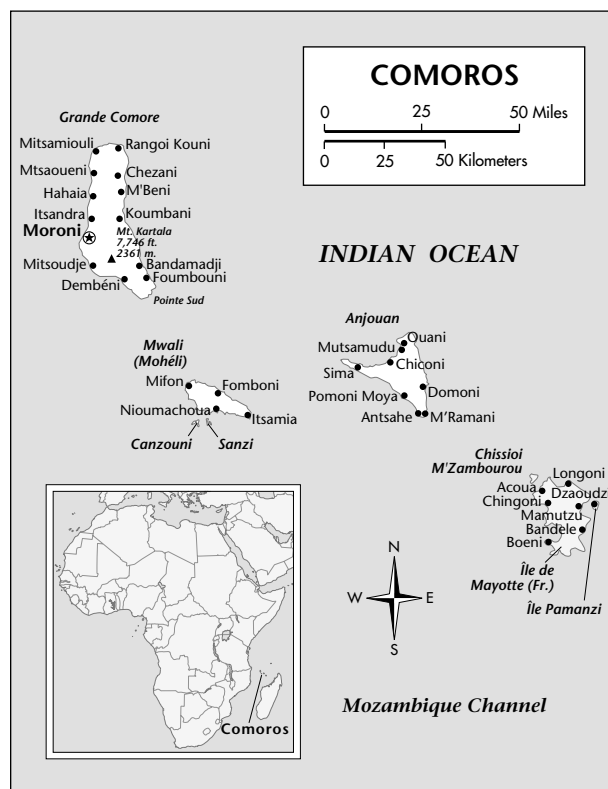 COMOROS
0 25 50 Miles
0 25 50 Kilometers
Grande Comore
Mitsamiouli
Rangoi Kouni
Mtsaoueni
Chezani
Hahaia
M'Beni
Itsandra
Koumbani
Moroni
Mt. Kartala
7,746 ft.
2361 m.
Mitsoudje
Bandamadji
Dembéni
Foumbouni
Pointe Sud
INDIAN OCEAN
Anjouan
Ouani
Mutsamudu
Chiconi
Sima
Domoni
Pomoni Moya
Antsahe
M'Ramani
Mwali
(Mohéli)
Mifon
Fomboni
Nioumachoua
Itsamia
Canzouni
Sanzi
Chissioi
M'Zambourou
Longoni
Acoua
Dzaoudzi
Chingoni
Mamutzu
Bandele
Boeni
Île de
Mayotte (Fr.)
Île Pamanzi
N
W E
S
Mozambique Channel
Comoros